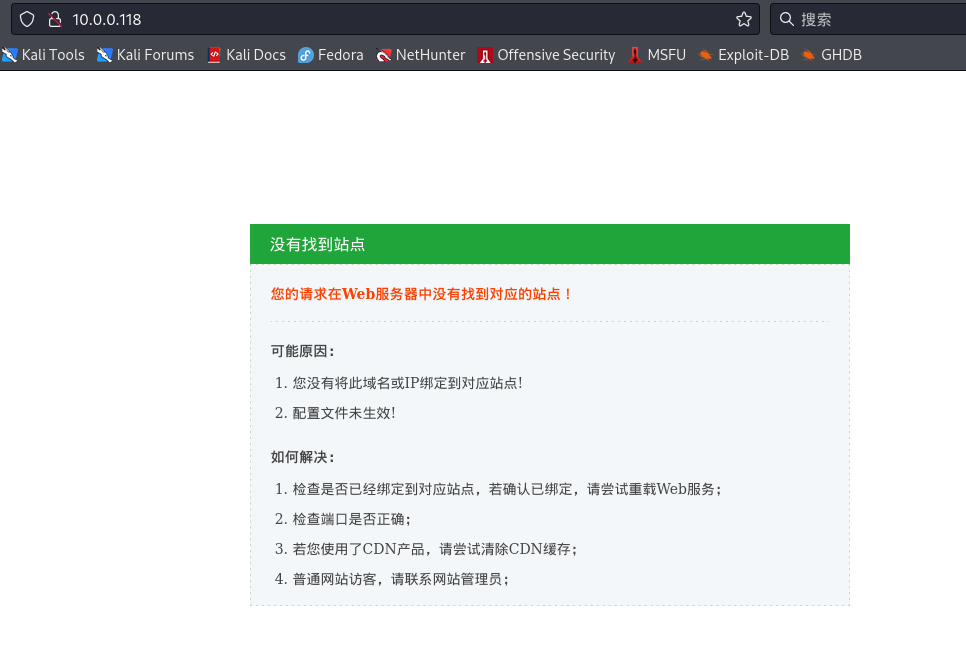 10.0.0.118
搜索
Kali Tools Kali Forums Kali Docs Fedora NetHunter Offensive Security MSFU Exploit-DB GHDB
没有找到站点
您的请求在Web服务器中没有找到对应的站点！
可能原因：
1. 您没有将此域名或IP绑定到对应站点!
2. 配置文件未生效!
如何解决：
1. 检查是否已经绑定到对应站点，若确认已绑定，请尝试重载Web服务；
2. 检查端口是否正确；
3. 若您使用了CDN产品，请尝试清除CDN缓存；
4. 普通网站访客，请联系网站管理员；